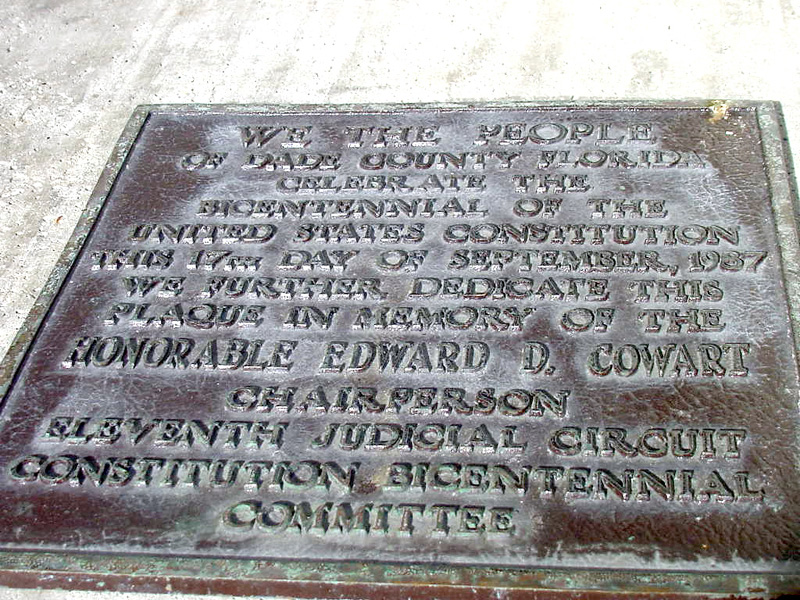 WE THE PEOPLE
OF DADE COUNTY FLORIDA
CELEBRATE THE
BICENTENNIAL OF THE
UNITED STATES CONSTITUTION
THIS 17TH DAY OF SEPTEMBER, 1987
WE FURTHER DEDICATE THIS
PLAQUE IN MEMORY OF THE
HONORABLE EDWARD D. COWART
CHAIRPERSON
ELEVENTH JUDICIAL CIRCUIT
CONSTITUTION BICENTENNIAL
COMMITTEE